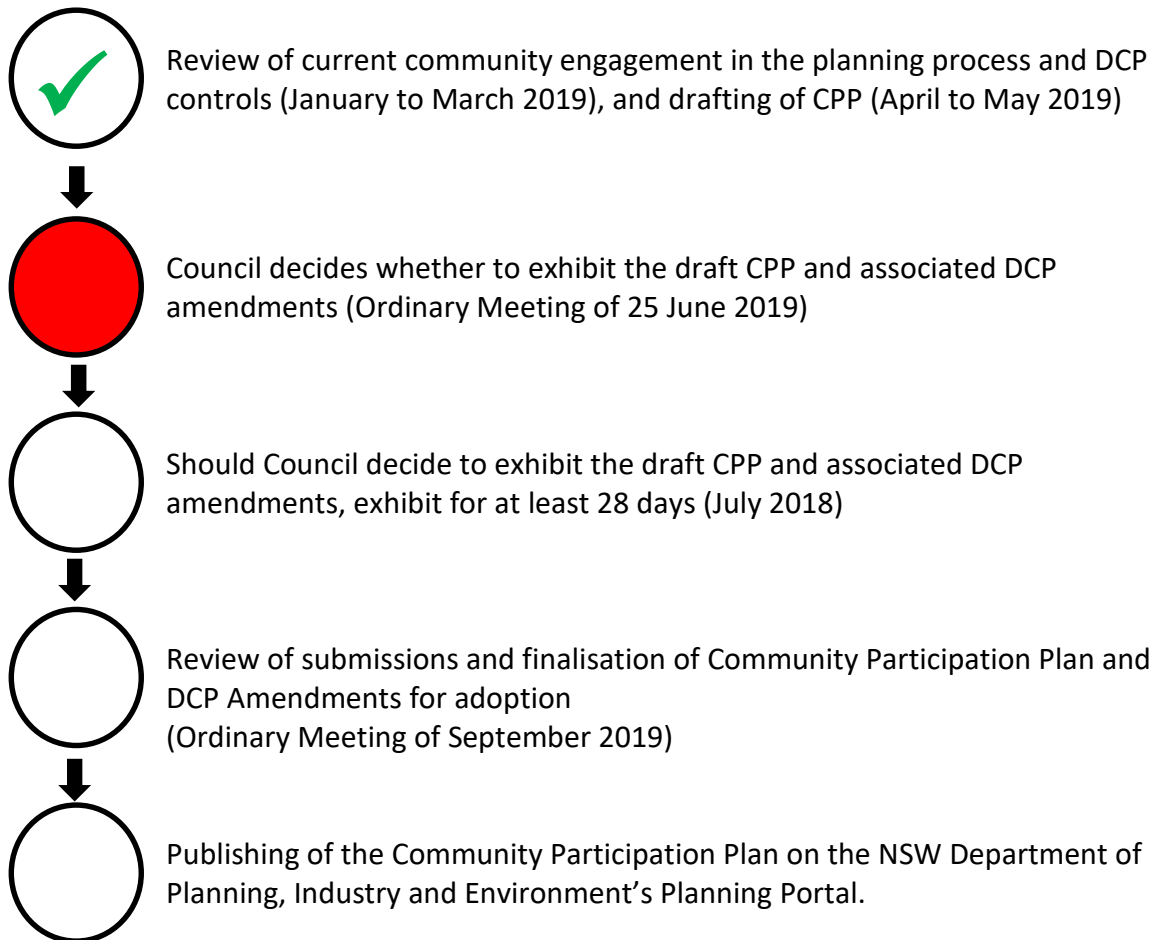 Review of current community engagement in the planning process and DCP
controls (January to March 2019), and drafting of CPP (April to May 2019)
Council decides whether to exhibit the draft CPP and associated DCP
amendments (Ordinary Meeting of 25 June 2019)
Should Council decide to exhibit the draft CPP and associated DCP
amendments, exhibit for at least 28 days (July 2018)
Review of submissions and finalisation of Community Participation Plan and
DCP Amendments for adoption
(Ordinary Meeting of September 2019)
Publishing of the Community Participation Plan on the NSW Department of
Planning, Industry and Environment’s Planning Portal.